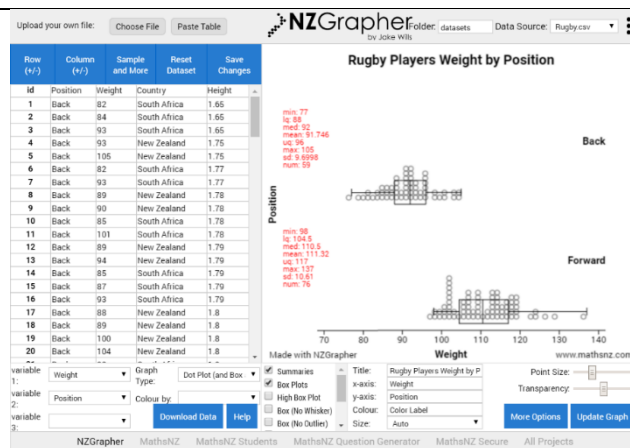 Upload your own file: Choose File Paste Table NZGrapher Folder: datasets Data Source: Rugby.csv
by Jake Wills
Row (+/-) Column (+/-) Sample and More Reset Dataset Save Changes
id Position Weight Country Height
1 Back 82 South Africa 1.65
2 Back 84 South Africa 1.65
3 Back 93 South Africa 1.65
4 Back 93 New Zealand 1.75
5 Back 105 New Zealand 1.75
6 Back 82 South Africa 1.77
7 Back 93 South Africa 1.77
8 Back 89 New Zealand 1.78
9 Back 90 New Zealand 1.78
10 Back 85 South Africa 1.78
11 Back 101 South Africa 1.78
12 Back 89 New Zealand 1.79
13 Back 94 New Zealand 1.79
14 Back 85 South Africa 1.79
15 Back 87 South Africa 1.79
16 Back 93 South Africa 1.79
17 Back 88 New Zealand 1.8
18 Back 89 New Zealand 1.8
19 Back 100 New Zealand 1.8
20 Back 104 New Zealand 1.8
Rugby Players Weight by Position
min: 77
lq: 88
med: 92
mean: 91.746
uq: 96
max: 105
sd: 9.6998
num: 59
Back
Position
min: 98
lq: 104.5
med: 110.5
mean: 111.32
uq: 117
max: 137
sd: 10.61
num: 76
Forward
70 80 90 100 110 120 130 140
Made with NZGrapher Weight www.mathsnz.com
variable 1: Weight Graph Type: Dot Plot (and Box
variable 2: Position Colour by:
variable 3: Download Data Help
Summaries
Box Plots
High Box Plot
Box (No Whisker)
Box (No Outlier)
Title: Rugby Players Weight by P
x-axis: Weight
y-axis: Position
Colour: Color Label
Size: Auto
Point Size:
Transparency:
More Options Update Graph
NZGrapher MathsNZ MathsNZ Students MathsNZ Question Generator MathsNZ Secure All Projects